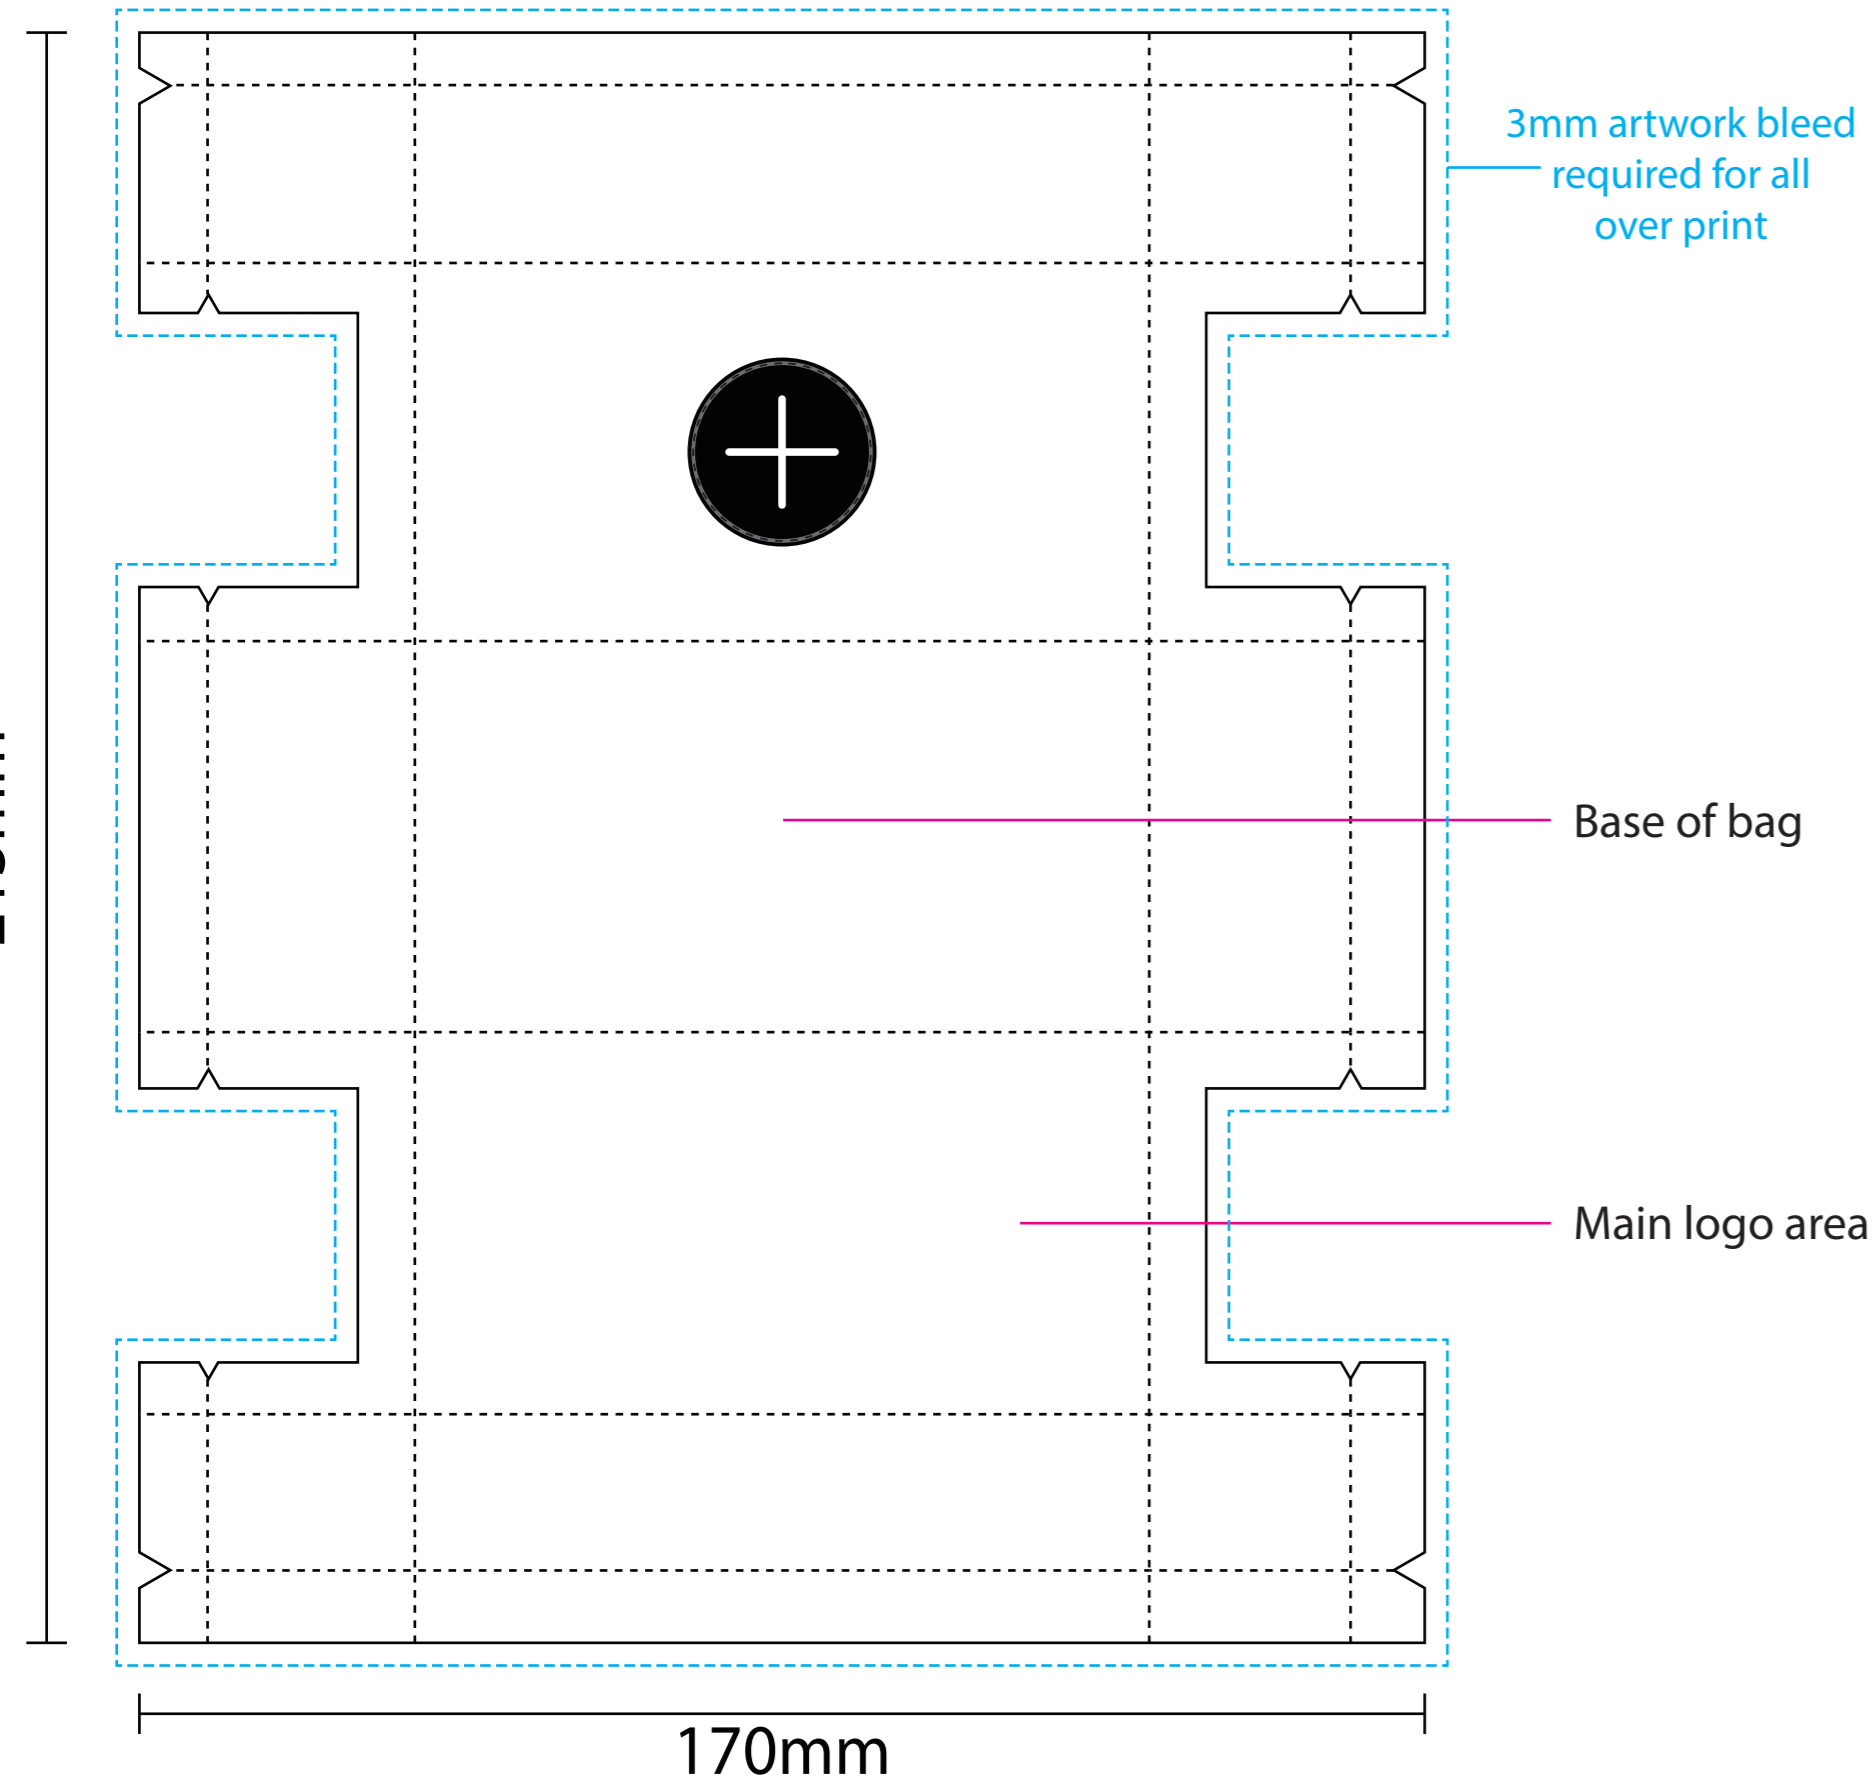 3mm artwork bleed
required for all
over print
Base of bag
Main logo area
170mm